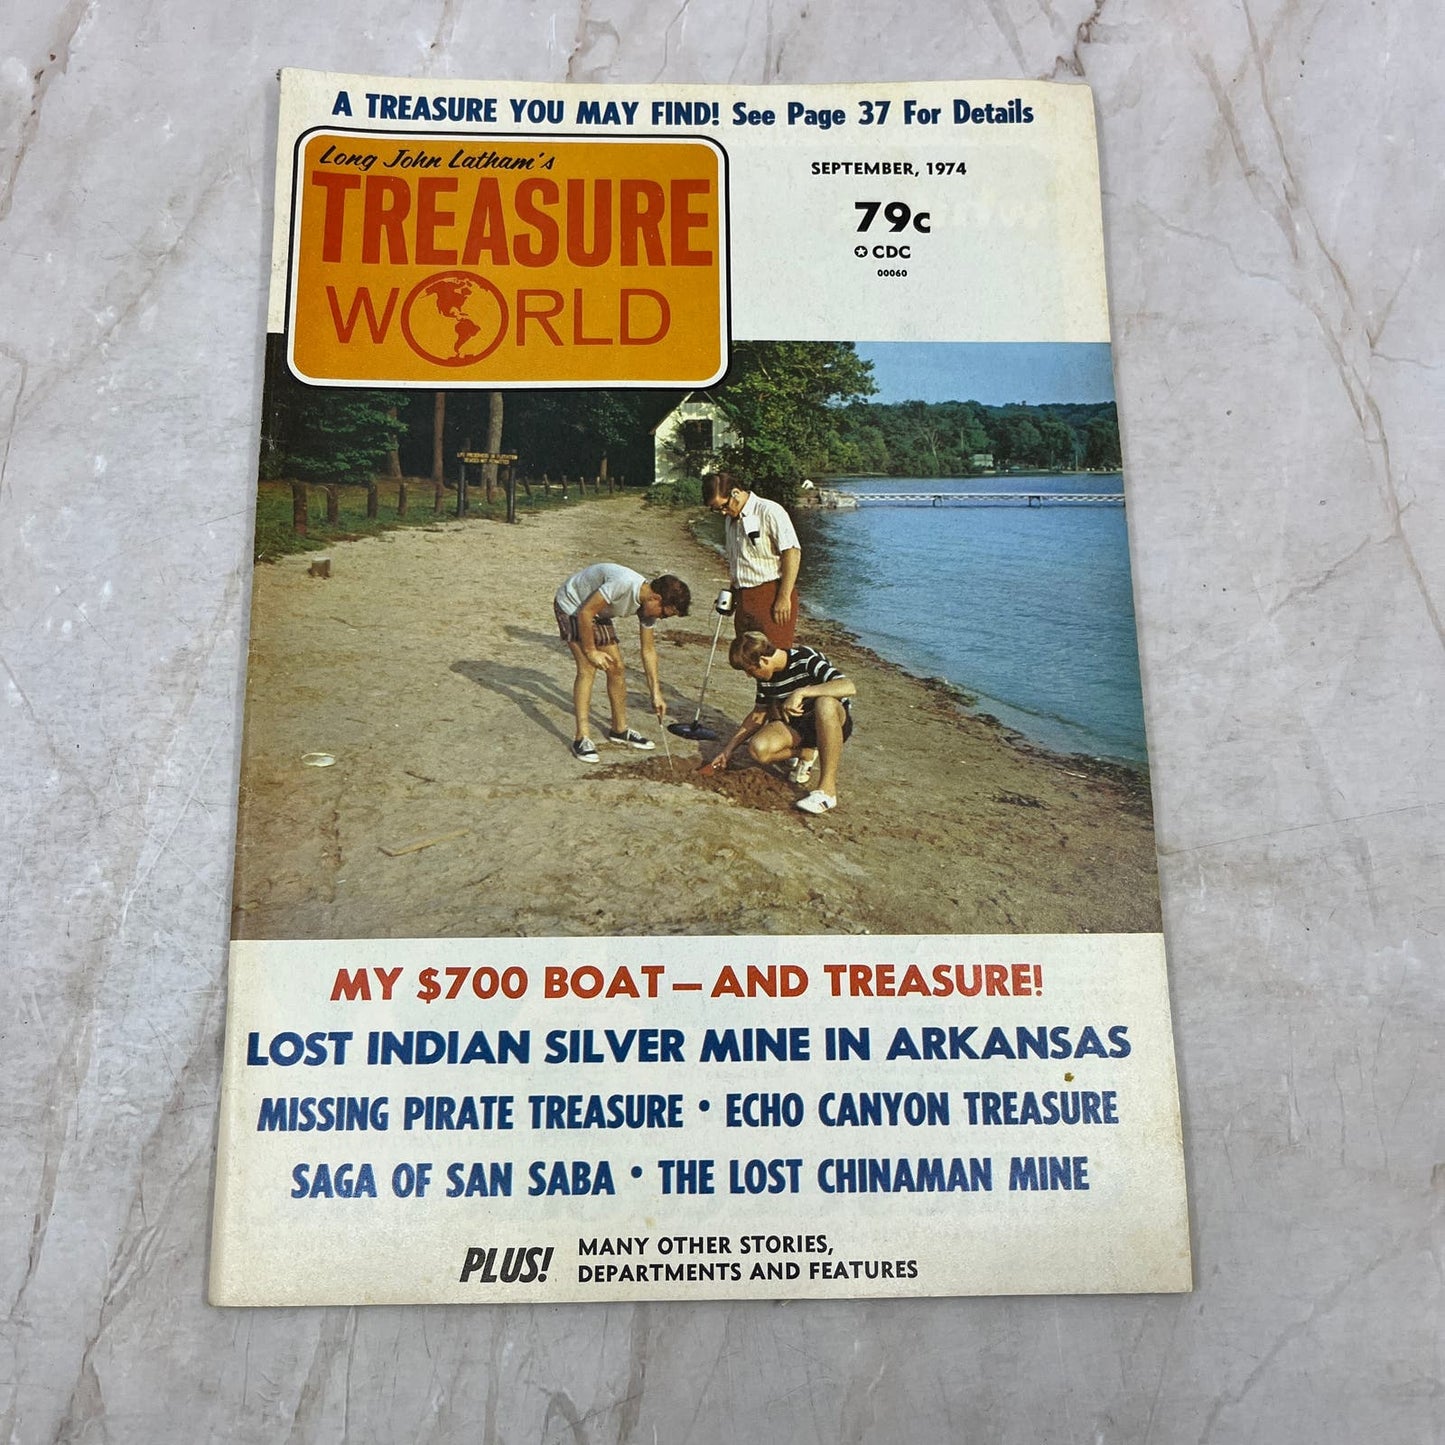 A TREASURE YOU MAY FIND! See Page 37 For Details
Long John Latham's
TREASURE
WORLD
SEPTEMBER, 1974
79c
CDC
00060
MY $700 BOAT — AND TREASURE!
LOST INDIAN SILVER MINE IN ARKANSAS
MISSING PIRATE TREASURE • ECHO CANYON TREASURE
SAGA OF SAN SABA • THE LOST CHINAMAN MINE
PLUS! MANY OTHER STORIES,
DEPARTMENTS AND FEATURES